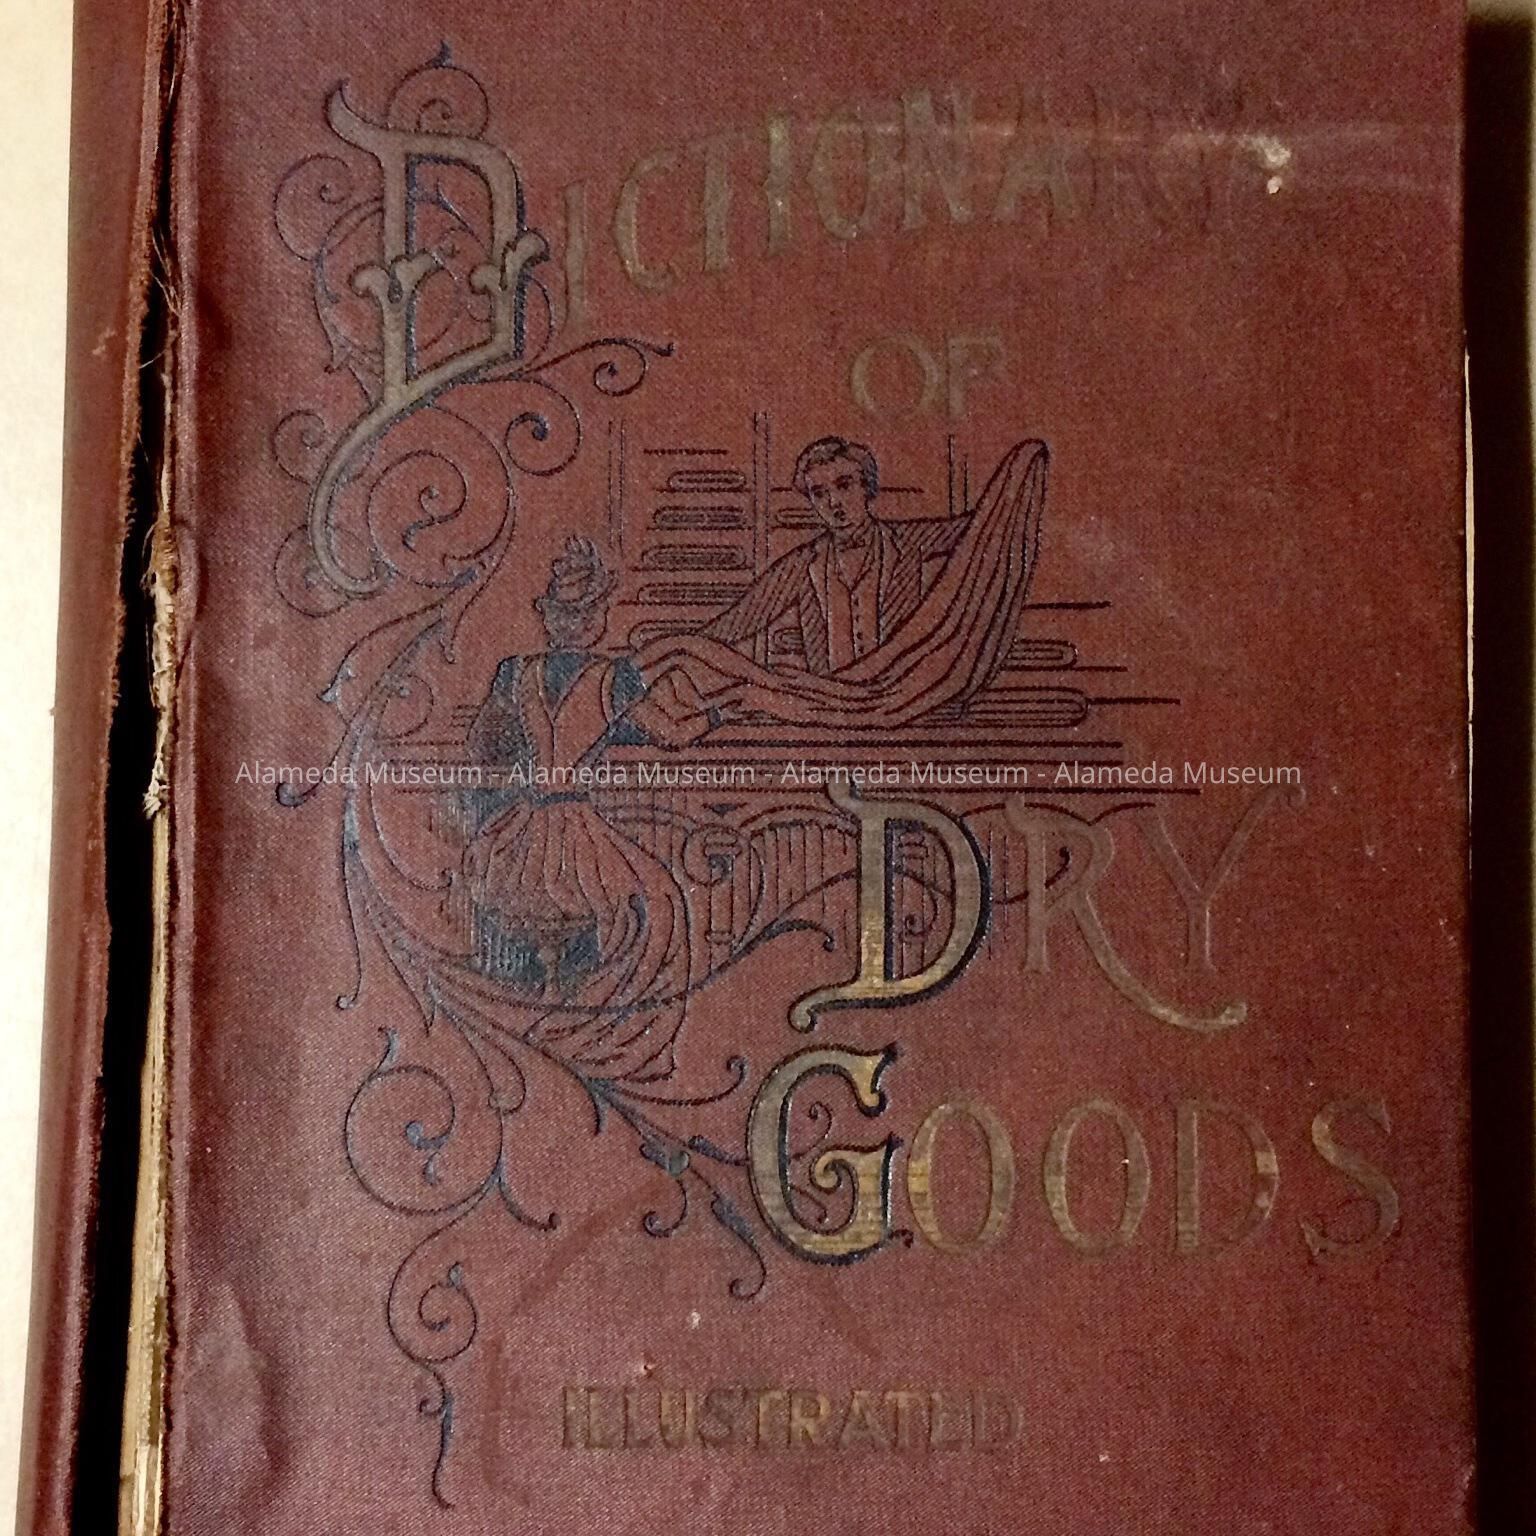 DICTIONARY
OF
Alameda Museum - Alameda Museum - Alameda Museum - Alameda Museum
DRY
GOODS
ILLUSTRATED